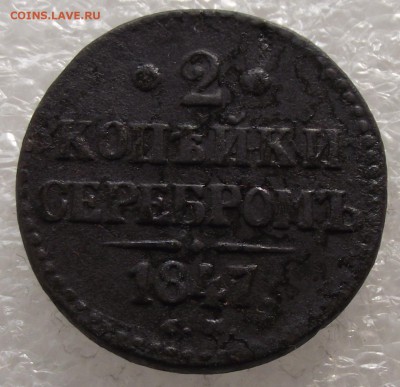 COINS.LAVE.RU
2
КОПѢЙКИ
СЕРЕБРОМЪ
1847